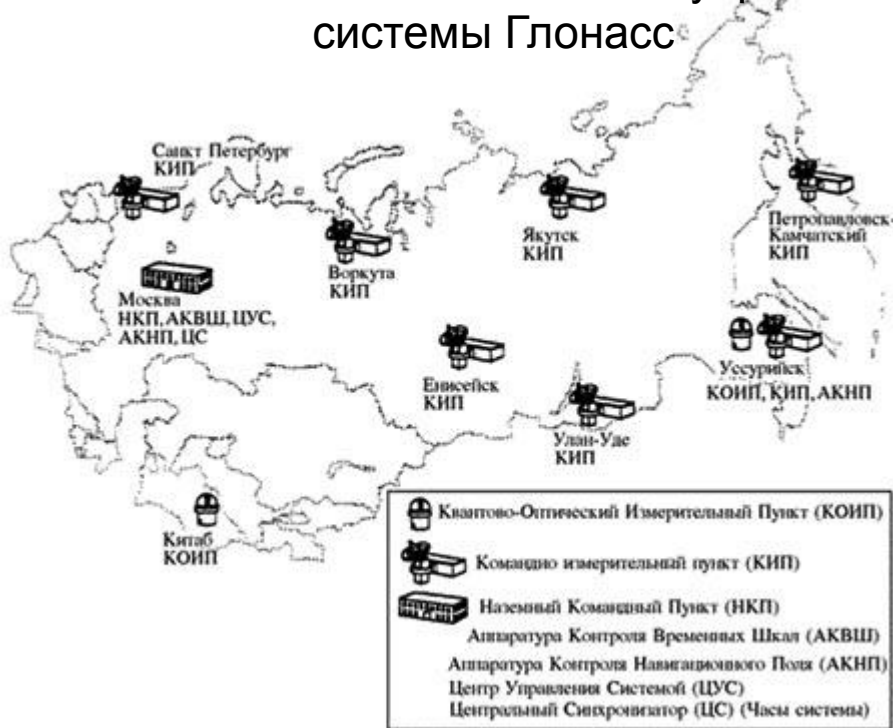 системы Глонасс
Санкт Петербург
КИП
Петропавловск-
Камчатский
КИП
Якутск
КИП
Воркута
КИП
Москва
НКП, АКВШ, ЦУС,
АКНП, ЦС
Енисейск
КИП
Уссурийск
КОИП, КИП, АКНП
Улан-Уде
КИП
Китаб
КОИП
Квантово-Оптический Измерительный Пункт (КОИП)
Командно измерительный пункт (КИП)
Наземный Командный Пункт (НКП)
Аппаратура Контроля Временных Шкал (АКВШ)
Аппаратура Контроля Навигационного Поля (АКНП)
Центр Управления Системой (ЦУС)
Центральный Синхронизатор (ЦС) (Часы системы)